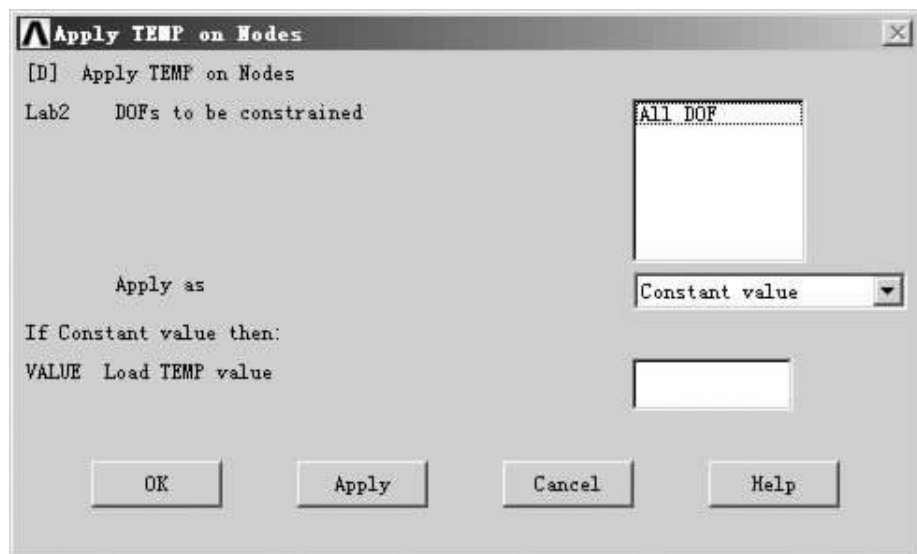 Apply TEMP on Nodes
[D] Apply TEMP on Nodes
Lab2 DOFs to be constrained
All DOF
Apply as
Constant value
If Constant value then:
VALUE Load TEMP value
OK Apply Cancel Help